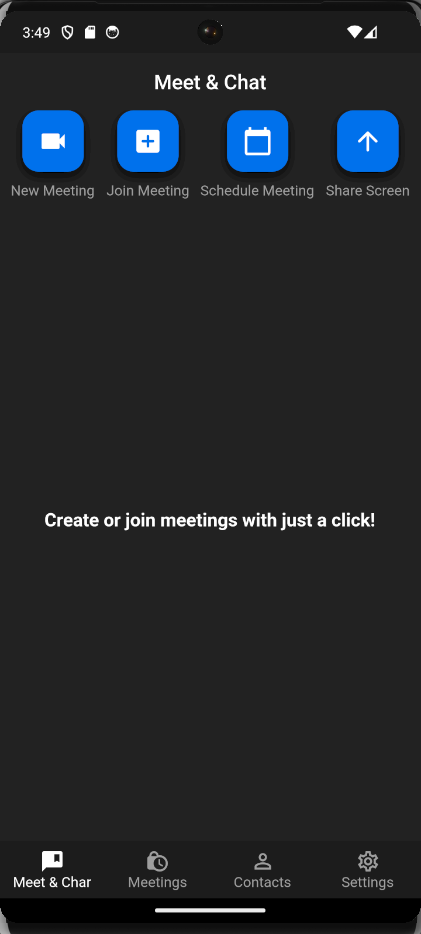 3:49
Meet & Chat
New Meeting Join Meeting Schedule Meeting Share Screen
Create or join meetings with just a click!
Meet & Char Meetings Contacts Settings